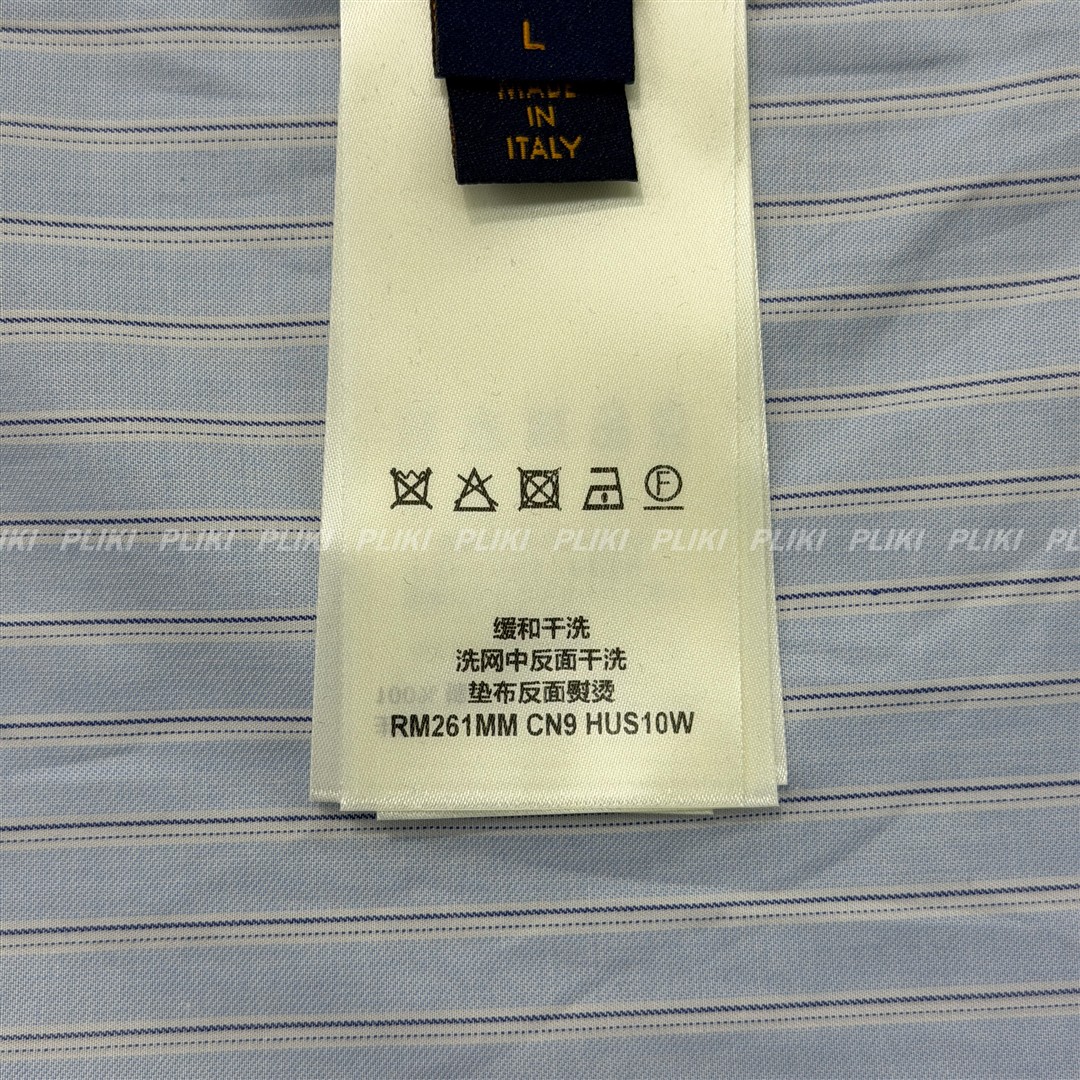 L
MADE
IN
ITALY
F
PLIKI PLIKI PLIKI PLIKI PLIKI PLIKI PLIKI PLIKI PLIKI PLIKI
缓和干洗
洗网中反面干洗
垫布反面熨烫
RM261MM CN9 HUS10W